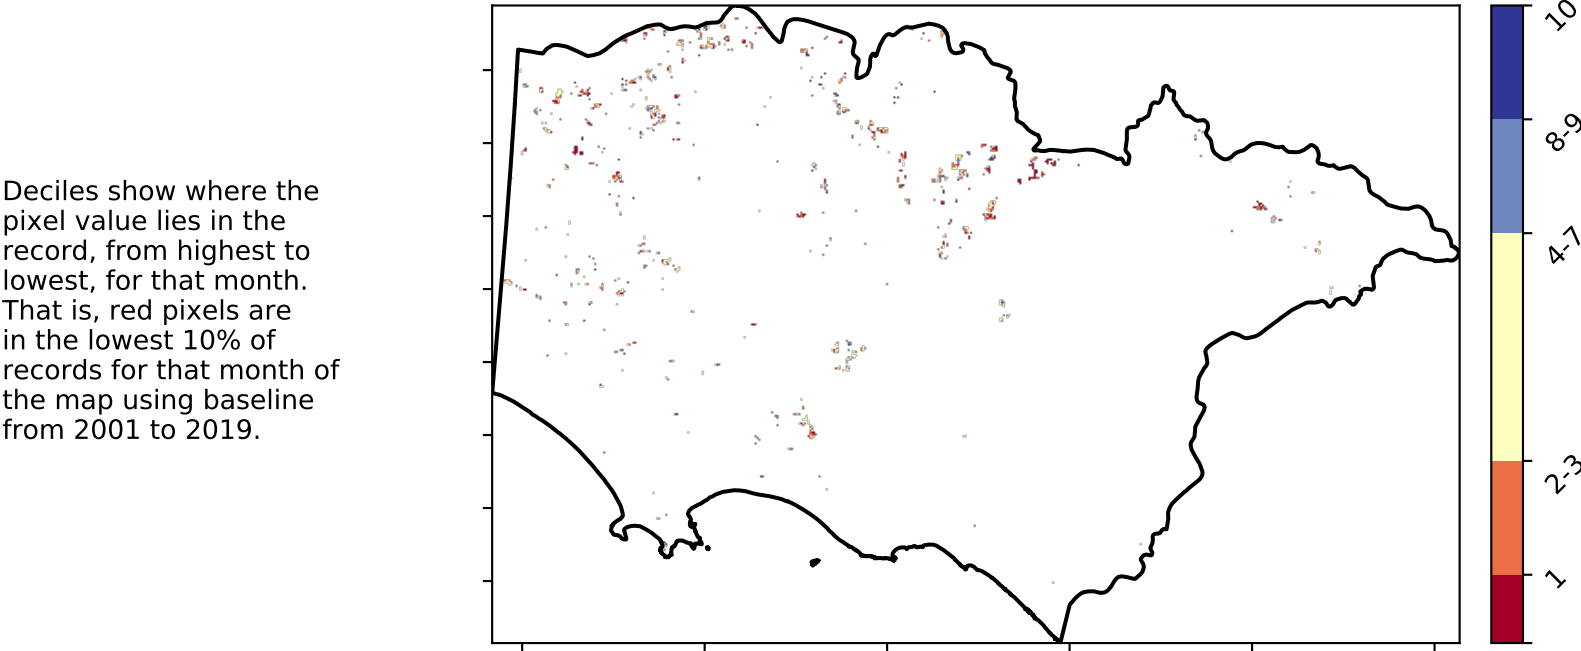 Deciles show where the
pixel value lies in the
record, from highest to
lowest, for that month.
That is, red pixels are
in the lowest 10% of
records for that month of
the map using baseline
from 2001 to 2019.
10
8-9
4-7
2-3
1